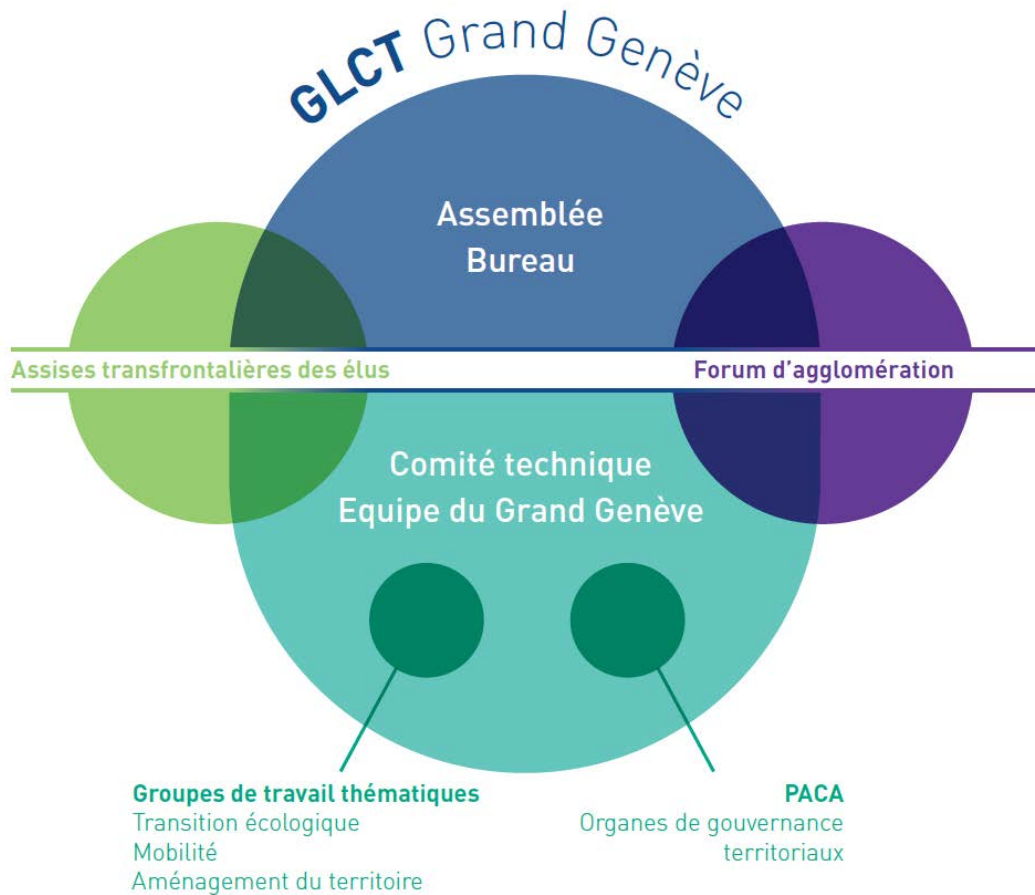 GLCT Grand Genève
Assemblée
Bureau
Assises transfrontalières des élus
Forum d'agglomération
Comité technique
Equipe du Grand Genève
Groupes de travail thématiques
Transition écologique
Mobilité
Aménagement du territoire
PACA
Organes de gouvernance
territoriaux